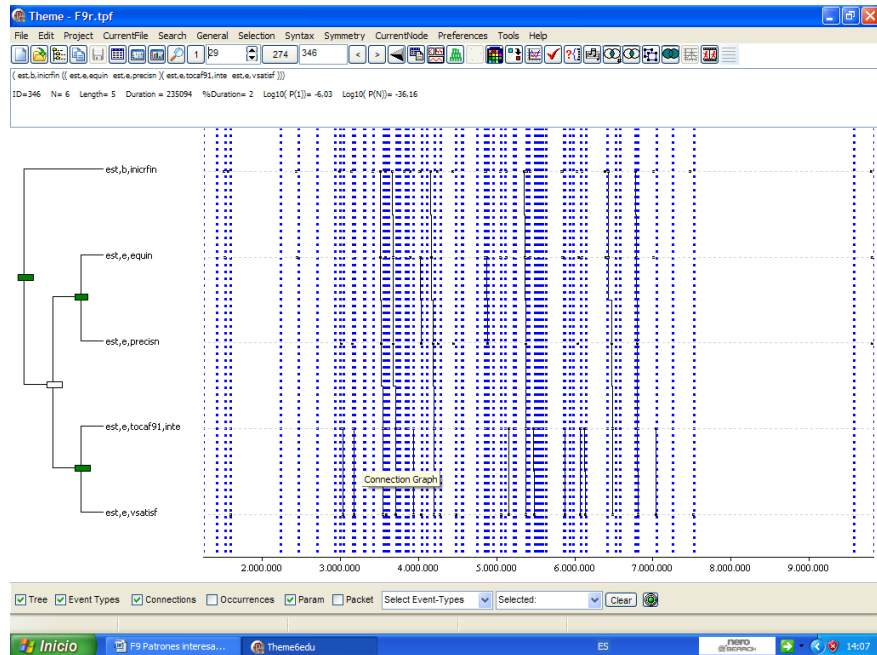 Theme - F9r.tpf
File Edit Project CurrentFile Search General Selection Syntax Symmetry CurrentNode Preferences Tools Help
1 29 274 346 < >
( est,b,inicrfin (( est,e,equin est,e,precisn )( est,e,tocaf91,inte est,e,vsatisf )))
ID=346 N= 6 Length= 5 Duration = 235094 %Duration= 2 Log10( P(1))= -6,03 Log10( P(N))= -36,16
est,b,inicrfin
est,e,equin
est,e,precisn
est,e,tocaf91,inte
Connection Graph
est,e,vsatisf
2.000.000 3.000.000 4.000.000 5.000.000 6.000.000 7.000.000 8.000.000 9.000.000
Tree Event Types Connections Occurrences Param Packet Select Event-Types Selected: Clear
Inicio F9 Patrones interesa... Theme6edu ES nero SEARCH 14:07